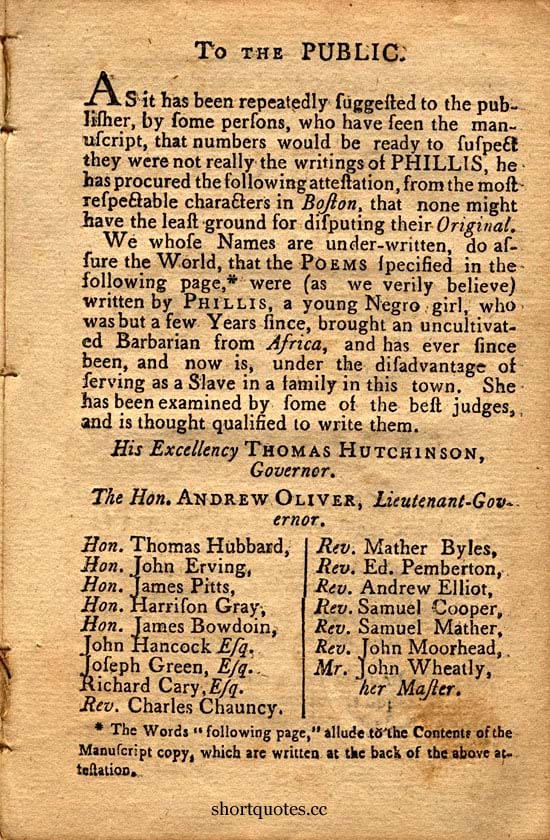 To the PUBLIC.
As it has been repeatedly ſuggeſted to the pub-
liſher, by ſome perſons, who have ſeen the man-
uſcript, that numbers would be ready to ſuſpect
they were not really the writings of PHILLIS, he
has procured the following atteſtation, from the moſt
reſpectable characters in Boſton, that none might
have the leaſt ground for diſputing their Original.
We whoſe Names are under-written, do aſ-
ſure the World, that the POEMS ſpecified in the
following page,* were (as we verily believe)
written by PHILLIS, a young Negro girl, who
was but a few Years ſince, brought an uncultivat-
ed Barbarian from Africa, and has ever ſince
been, and now is, under the diſadvantage of
ſerving as a Slave in a family in this town. She
has been examined by ſome of the beſt judges,
and is thought qualified to write them.
His Excellency THOMAS HUTCHINSON,
Governor.
The Hon. ANDREW OLIVER, Lieutenant-Gov-
ernor.
Hon. Thomas Hubbard,
Hon. John Erving,
Hon. James Pitts,
Hon. Harriſon Gray,
Hon. James Bowdoin,
John Hancock Eſq.
Joſeph Green, Eſq.
Richard Cary, Eſq.
Rev. Charles Chauncy.
Rev. Mather Byles,
Rev. Ed. Pemberton,
Rev. Andrew Elliot,
Rev. Samuel Cooper,
Rev. Samuel Mather,
Rev. John Moorhead,
Mr. John Wheatly,
her Maſter.
* The Words "following page," allude to the Contents of the
Manuſcript copy, which are written at the back of the above at-
teſtation.
shortquotes.cc